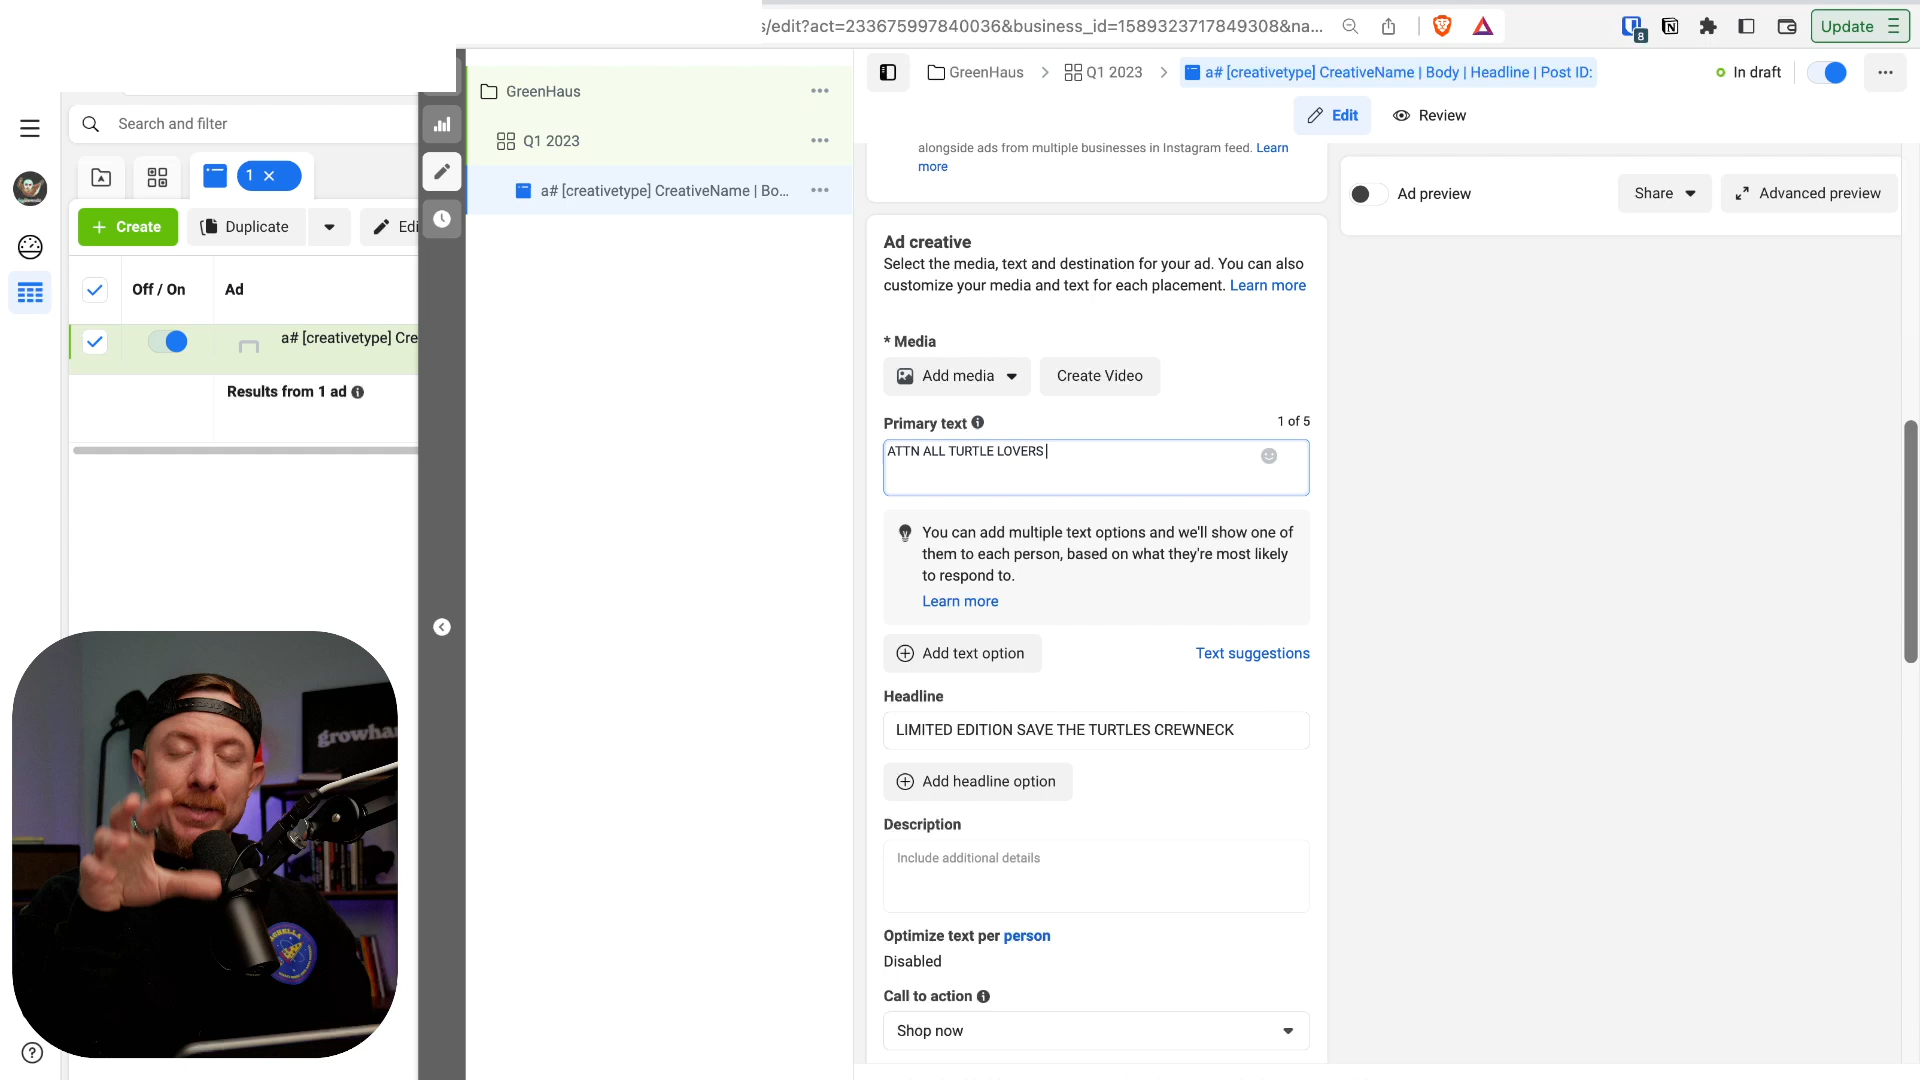 s/edit?act=233675997840036&business_id=1589323717849308&na...
8
Update
GreenHaus
Q1 2023
a# [creativetype] CreativeName | Body | Headline | Post ID:
In draft
Edit
Review
Search and filter
1
Create
Duplicate
Edi
Off / On
Ad
a# [creativetype] Cre
Results from 1 ad
GreenHaus
Q1 2023
a# [creativetype] CreativeName | Bo...
alongside ads from multiple businesses in Instagram feed. Learn
more
Ad preview
Share
Advanced preview
Ad creative
Select the media, text and destination for your ad. You can also
customize your media and text for each placement. Learn more
* Media
Add media
Create Video
Primary text
1 of 5
ATTN ALL TURTLE LOVERS
You can add multiple text options and we'll show one of
them to each person, based on what they're most likely
to respond to.
Learn more
Add text option
Text suggestions
Headline
LIMITED EDITION SAVE THE TURTLES CREWNECK
Add headline option
Description
Include additional details
Optimize text per person
Disabled
Call to action
Shop now
growha